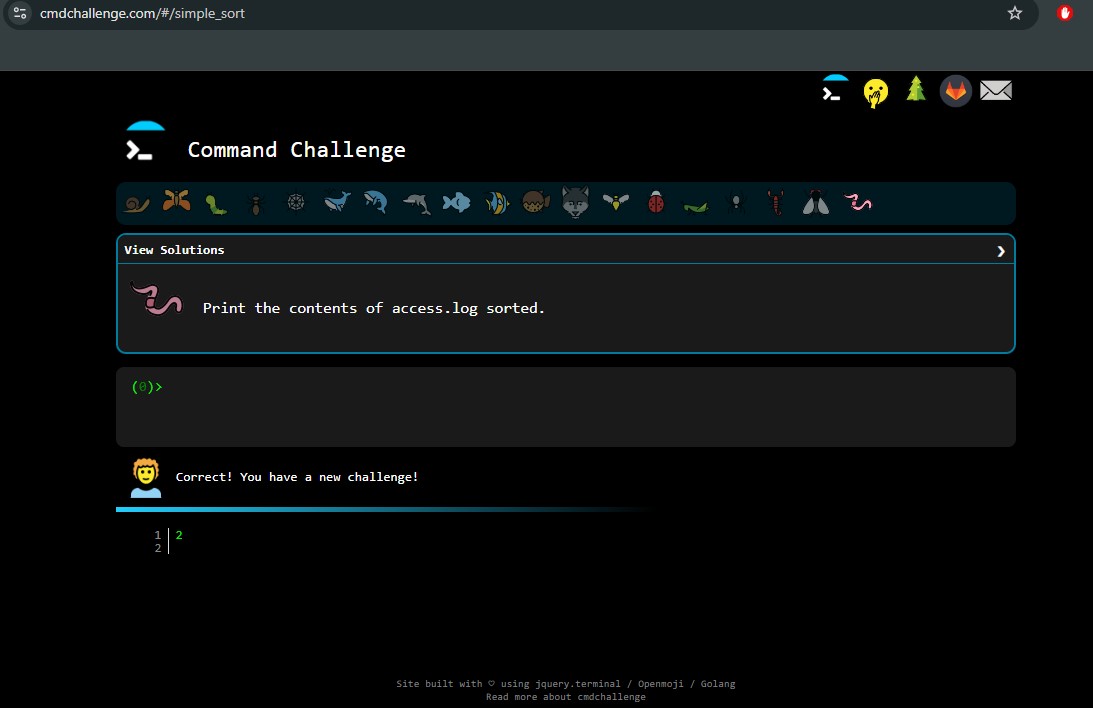 cmdchallenge.com/#/simple_sort
Command Challenge
View Solutions
Print the contents of access.log sorted.
(0)>
Correct! You have a new challenge!
1 2
2
Site built with ♡ using jquery.terminal / Openmoji / Golang
Read more about cmdchallenge